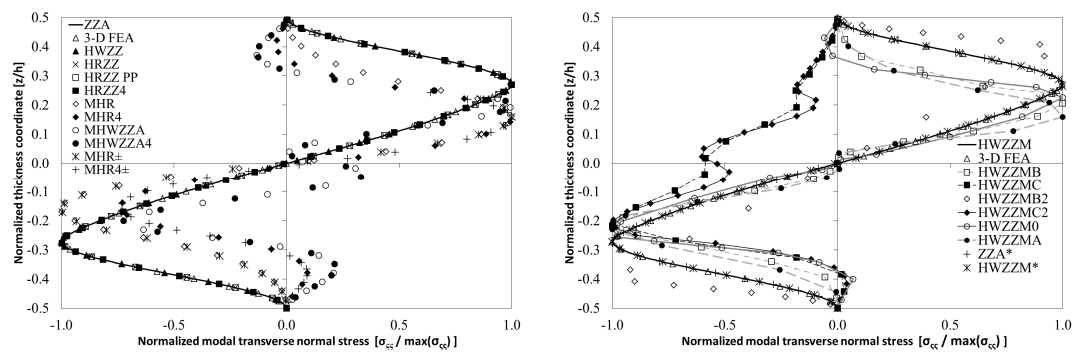 0.5
0.4
0.3
0.2
0.1
0.0
-0.1
-0.2
-0.3
-0.4
-0.5
Normalized thickness coordinate [z/h]
ZZA
3-D FEA
HWZZ
HRZZ
HRZZ PP
HRZZ4
MHR
MHR4
MHWZZA
MHWZZA4
MHR±
MHR4±
-1.0 -0.5 0.0 0.5 1.0
Normalized modal transverse normal stress [σςς / max(σςς) ]
0.5
0.4
0.3
0.2
0.1
0.0
-0.1
-0.2
-0.3
-0.4
-0.5
Normalized thickness coordinate [z/h]
HWZZM
3-D FEA
HWZZMB
HWZZMC
HWZZMB2
HWZZMC2
HWZZM0
HWZZMA
ZZA*
HWZZM*
-1.0 -0.5 0.0 0.5 1.0
Normalized modal transverse normal stress [σςς / max(σςς) ]